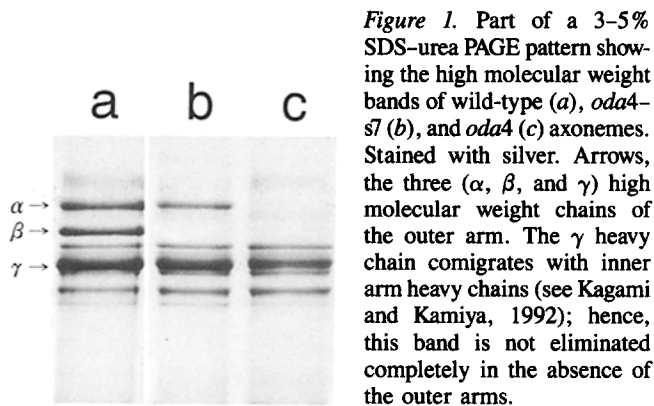 a b c
α→
β→
γ→
Figure 1. Part of a 3–5%
SDS–urea PAGE pattern show-
ing the high molecular weight
bands of wild-type (a), oda4–
s7 (b), and oda4 (c) axonemes.
Stained with silver. Arrows,
the three (α, β, and γ) high
molecular weight chains of
the outer arm. The γ heavy
chain comigrates with inner
arm heavy chains (see Kagami
and Kamiya, 1992); hence,
this band is not eliminated
completely in the absence of
the outer arms.